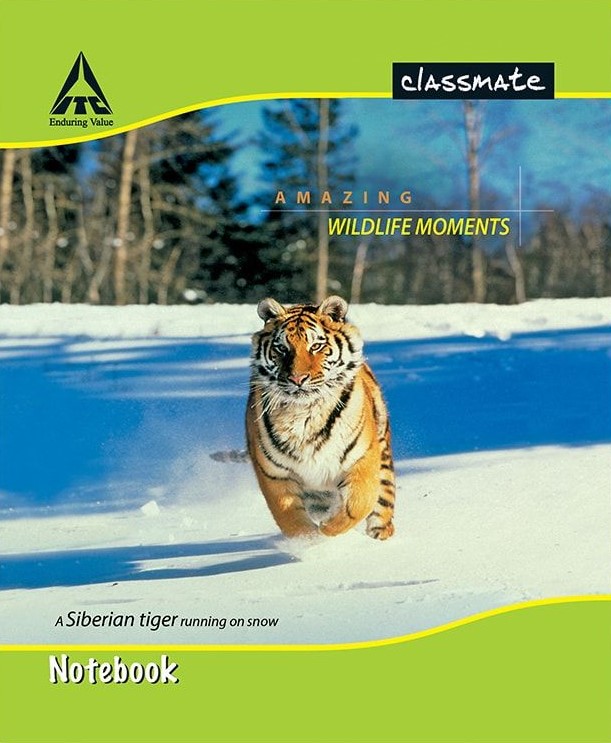 ITC
Enduring Value
classmate
AMAZING
WILDLIFE MOMENTS
A Siberian tiger running on snow
Notebook